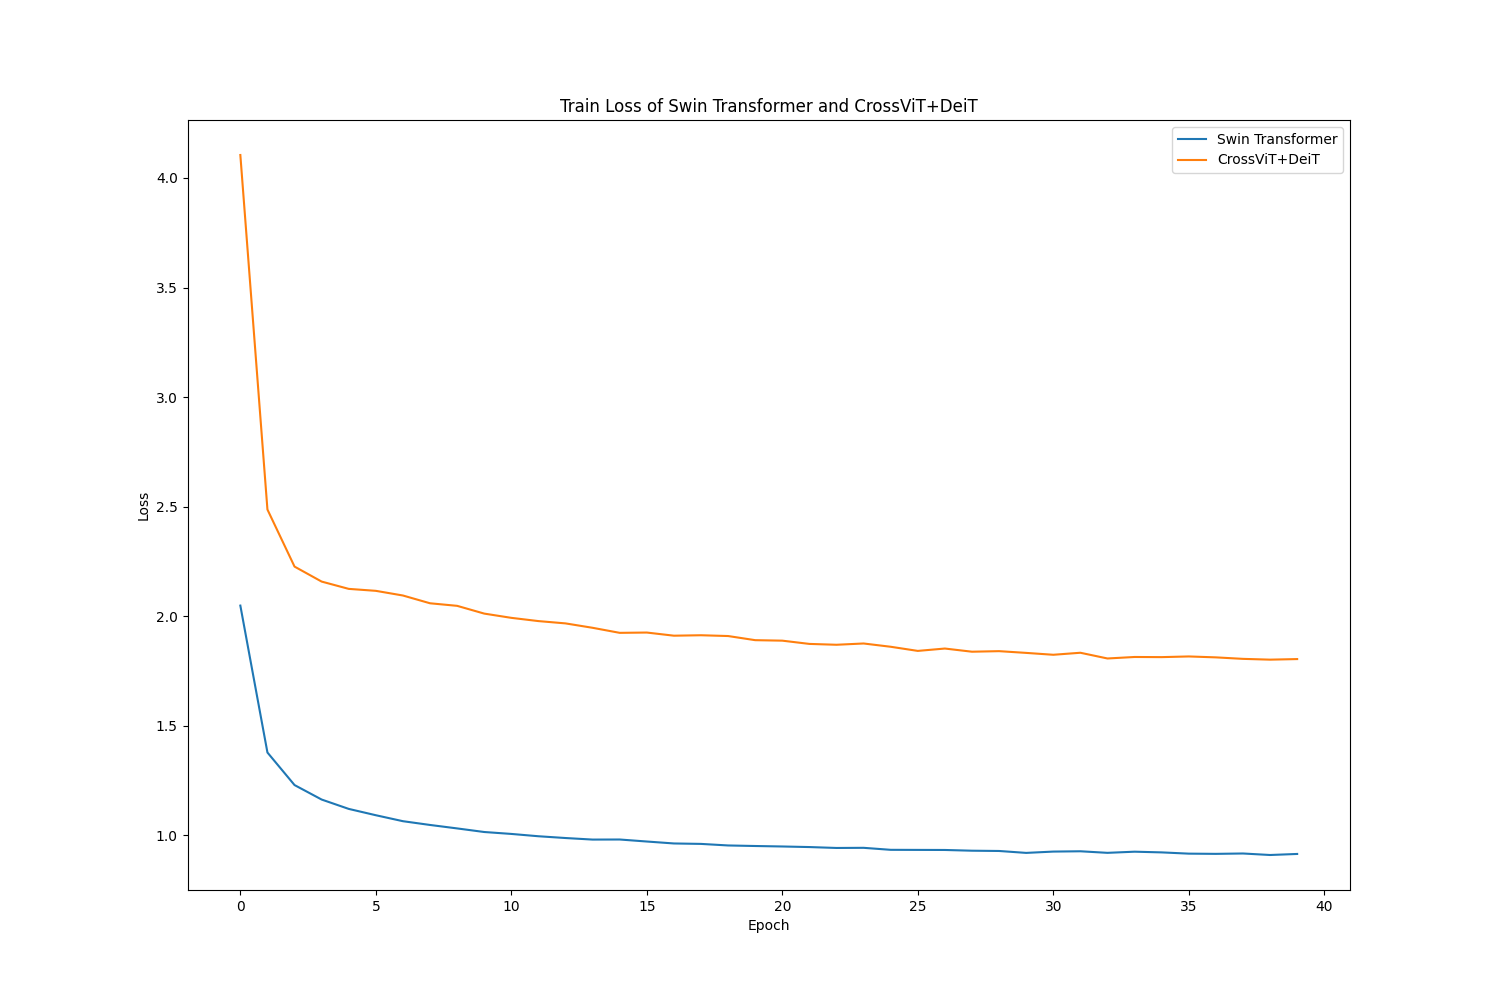 Train Loss of Swin Transformer and CrossViT+DeiT
Swin Transformer
CrossViT+DeiT
4.0
3.5
3.0
2.5
2.0
1.5
1.0
Loss
0 5 10 15 20 25 30 35 40
Epoch